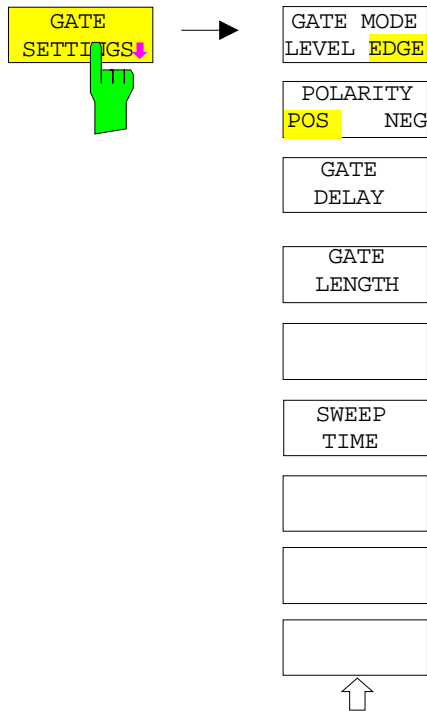 GATE
SETTINGS
GATE MODE
LEVEL EDGE
POLARITY
POS NEG
GATE
DELAY
GATE
LENGTH
SWEEP
TIME